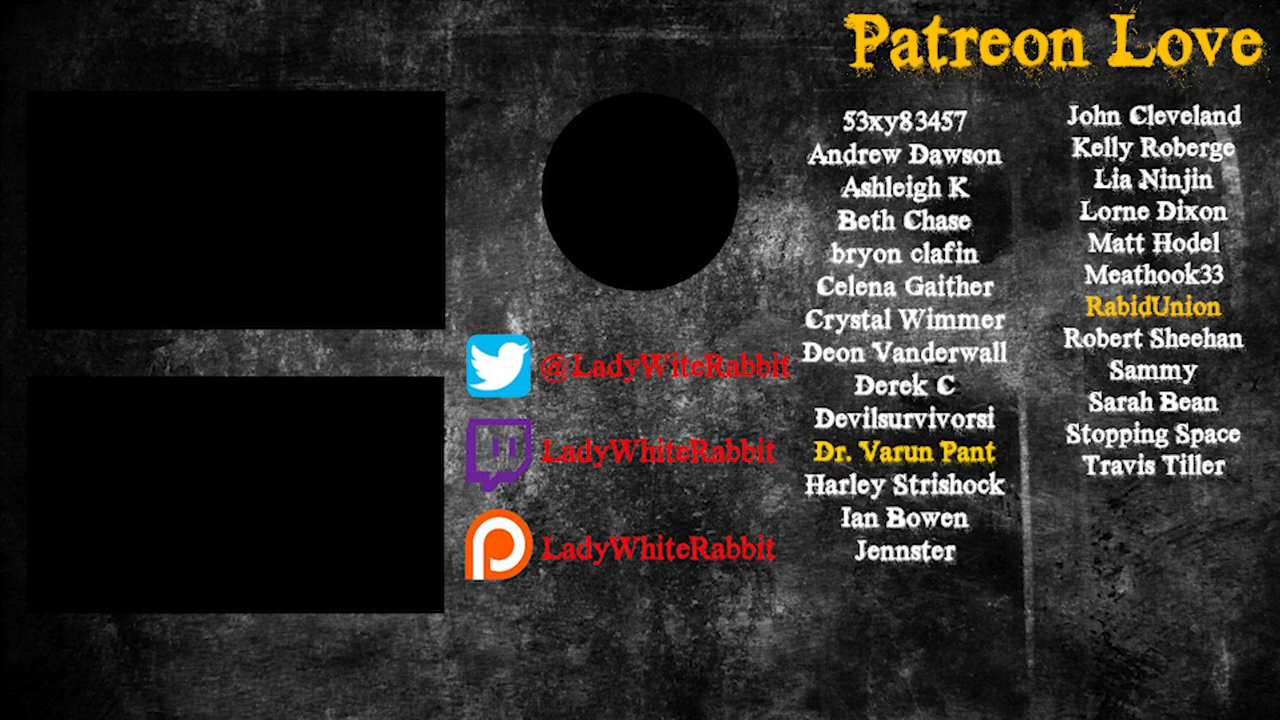 Patreon Love
@LadyWiteRabbit
LadyWhiteRabbit
LadyWhiteRabbit
53xy83457
Andrew Dawson
Ashleigh K
Beth Chase
bryon clafin
Celena Gaither
Crystal Wimmer
Deon Vanderwall
Derek C
Devilsurvivorsi
Dr. Varun Pant
Harley Strishock
Ian Bowen
Jennster
John Cleveland
Kelly Roberge
Lia Ninjin
Lorne Dixon
Matt Hodel
Meathook33
RabidUnion
Robert Sheehan
Sammy
Sarah Bean
Stopping Space
Travis Tiller